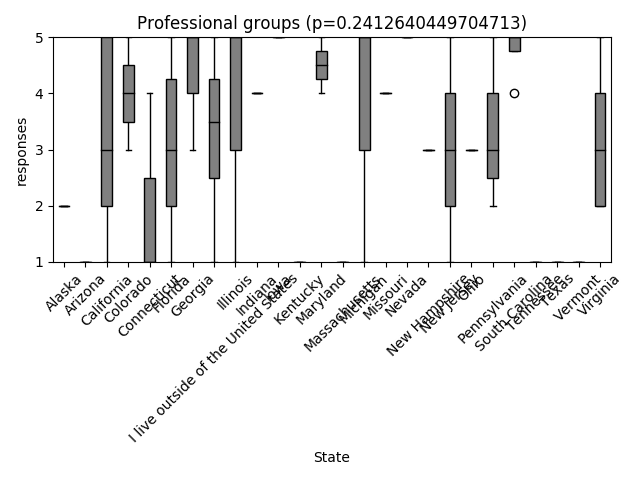 Professional groups (p=0.2412640449704713)
responses
5
4
3
2
1
Alaska
Arizona
California
Colorado
Connecticut
Florida
Georgia
I live outside of the United States
Illinois
Indiana
Iowa
Kentucky
Maryland
Massachusetts
Michigan
Missouri
Nevada
New Hampshire
New Jersey
Ohio
Pennsylvania
South Carolina
Tennessee
Texas
Vermont
Virginia
State